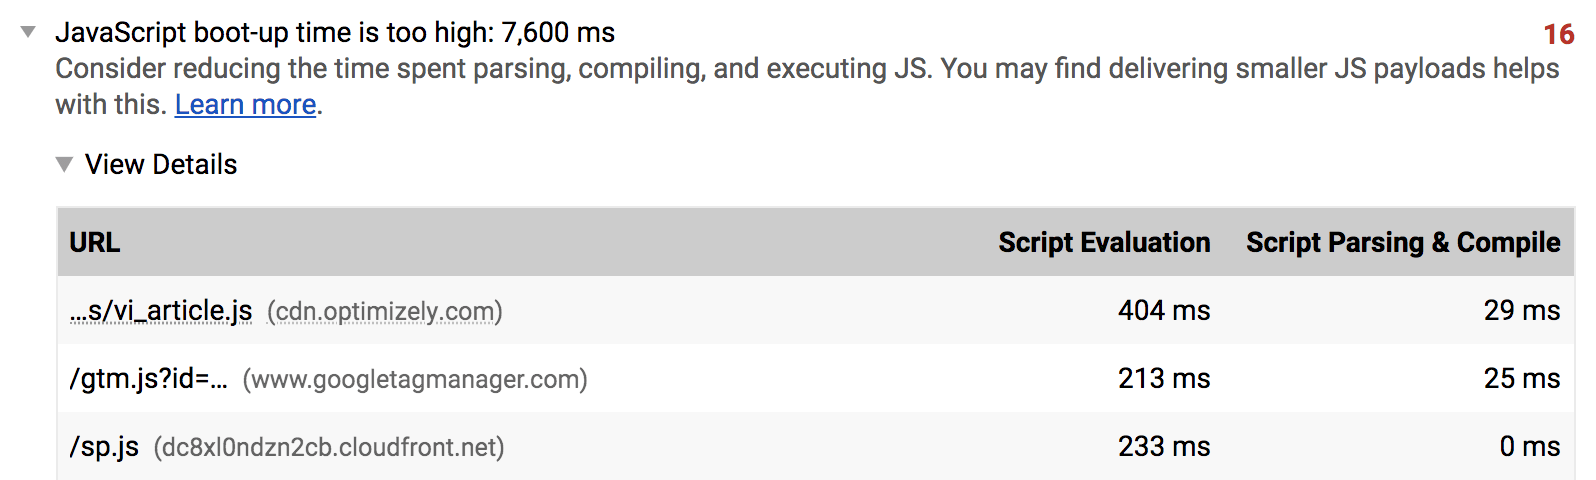 JavaScript boot-up time is too high: 7,600 ms 16
Consider reducing the time spent parsing, compiling, and executing JS. You may find delivering smaller JS payloads helps
with this. Learn more.
View Details
URL Script Evaluation Script Parsing & Compile
...s/vi_article.js (cdn.optimizely.com) 404 ms 29 ms
/gtm.js?id=... (www.googletagmanager.com) 213 ms 25 ms
/sp.js (dc8xl0ndzn2cb.cloudfront.net) 233 ms 0 ms